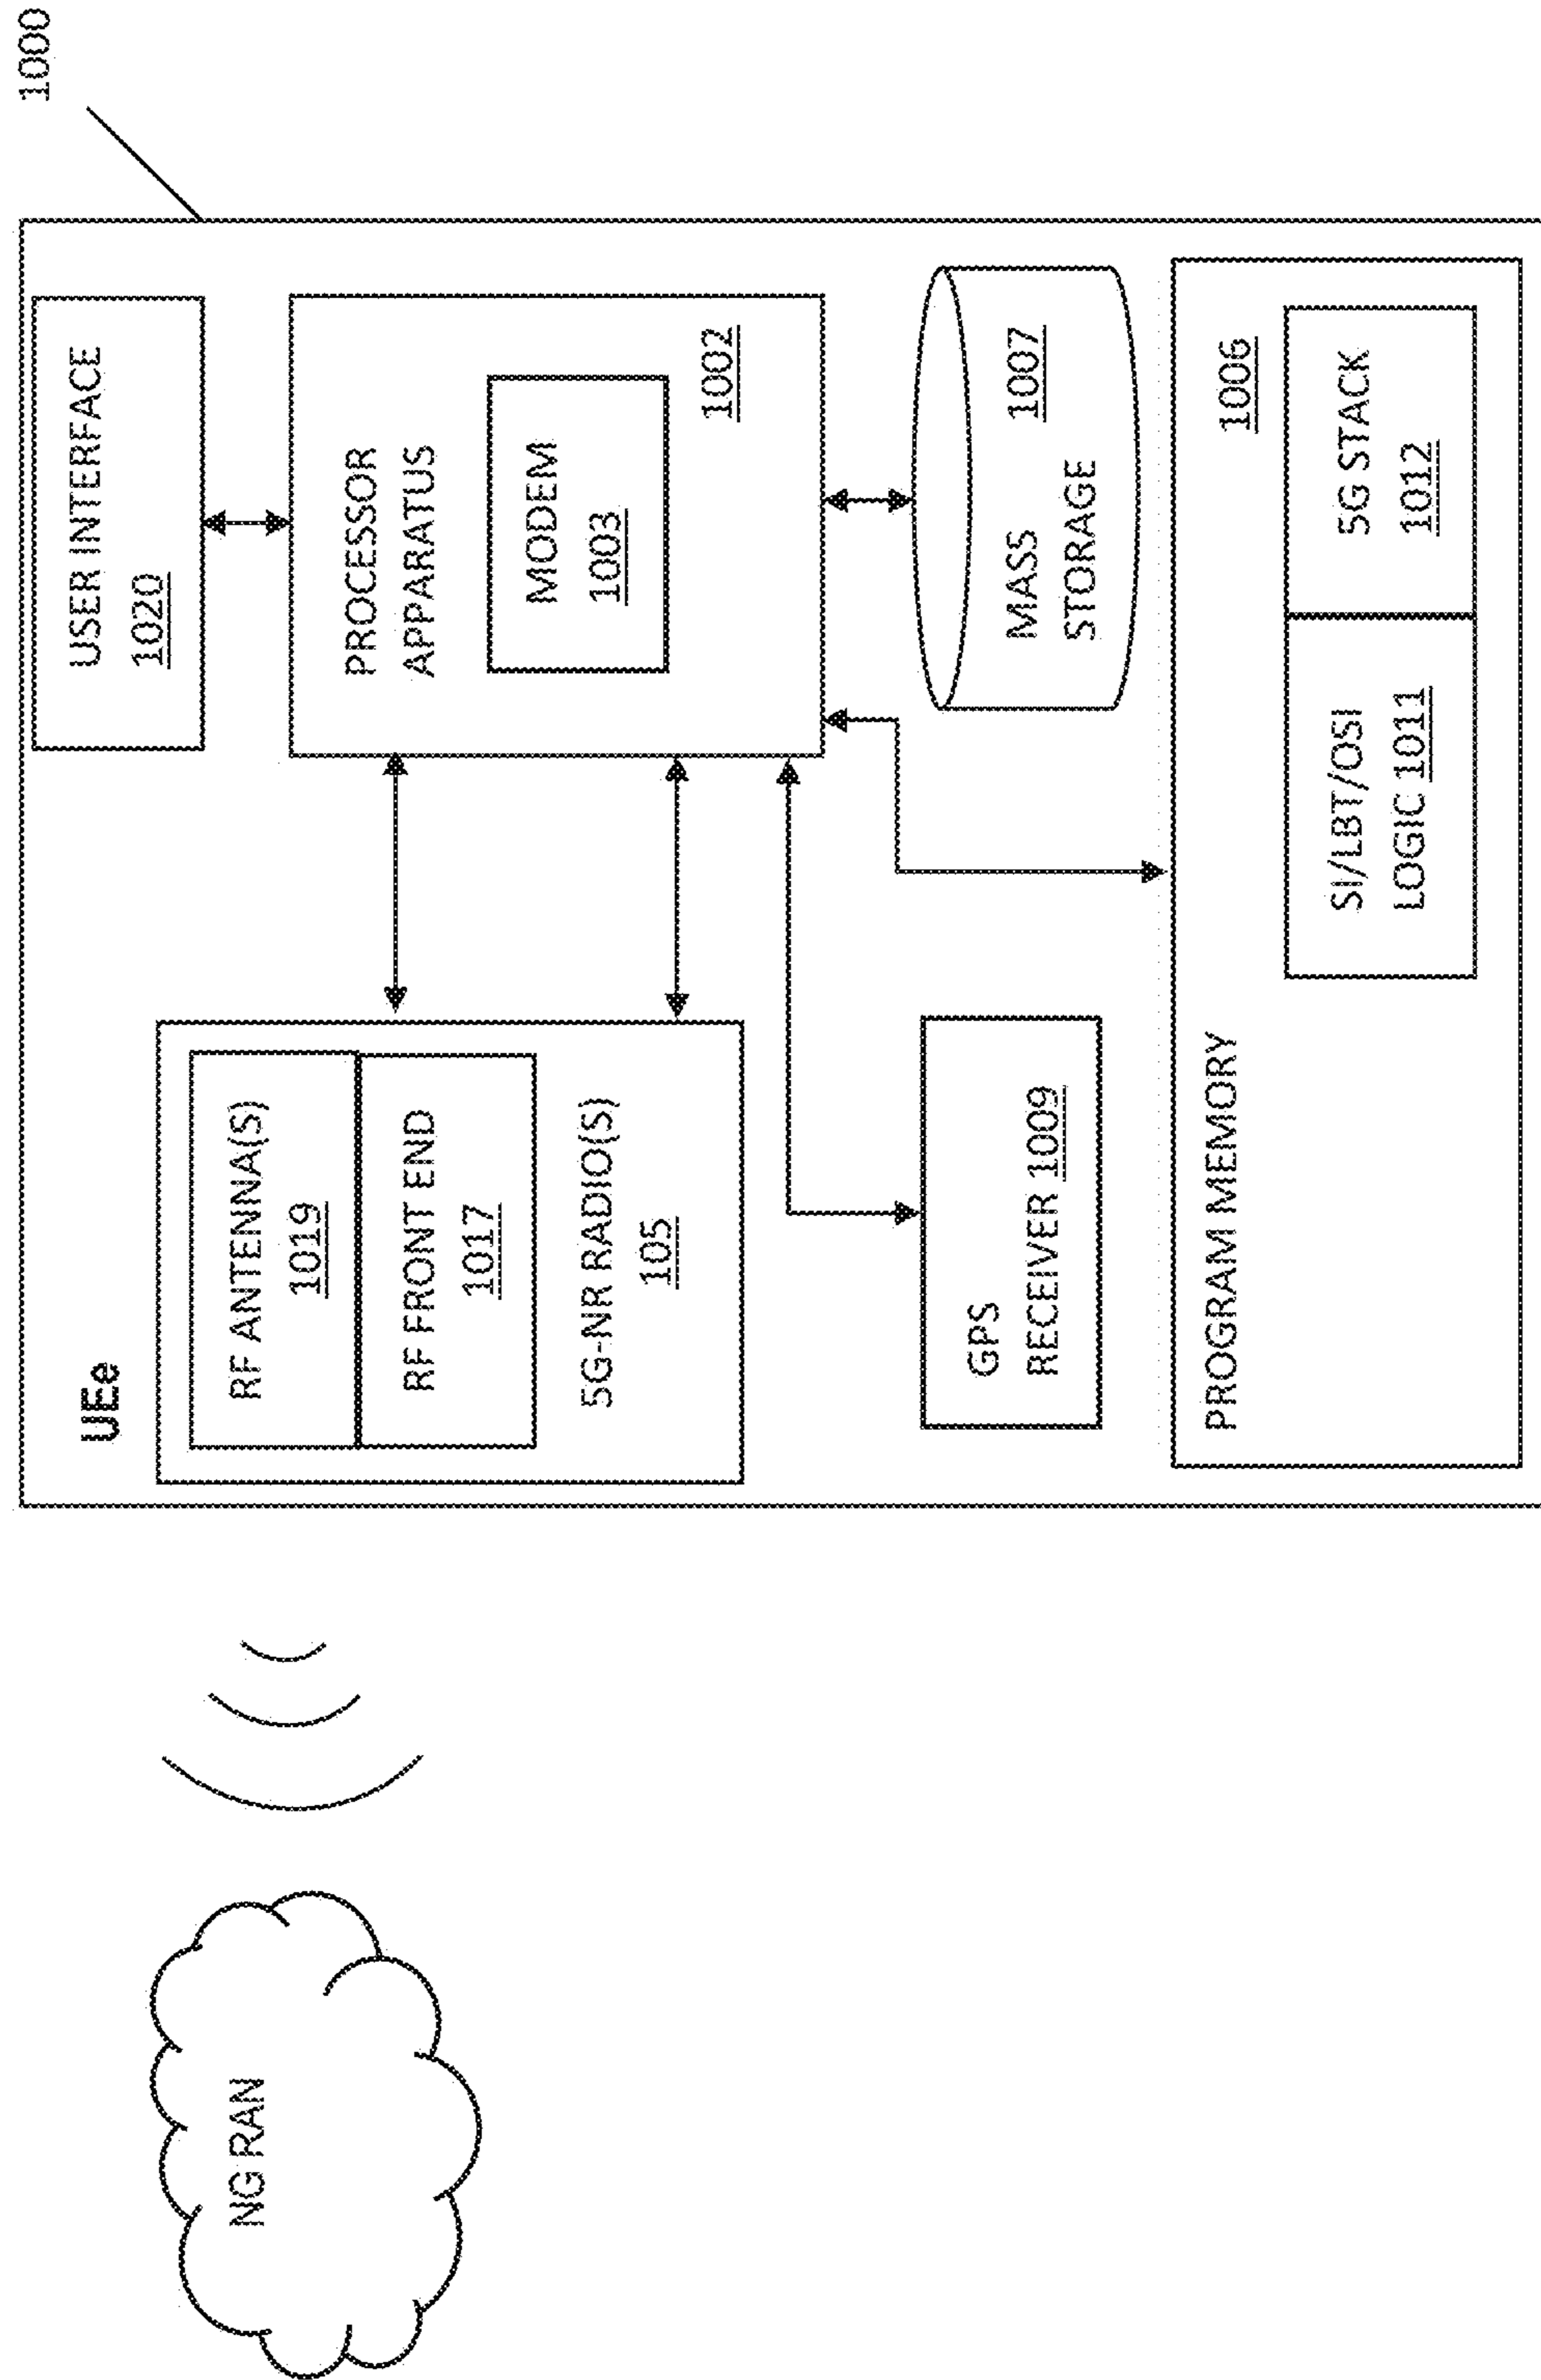 1000
UEe
USER INTERFACE
1020
RF ANTENNA(S)
1019
RF FRONT END
1017
5G-NR RADIO(S)
105
PROCESSOR
APPARATUS
MODEM
1003
1002
NG RAN
GPS
RECEIVER 1009
MASS
STORAGE
1007
PROGRAM MEMORY
1006
SI/LBT/OSI
LOGIC 1011
5G STACK
1012